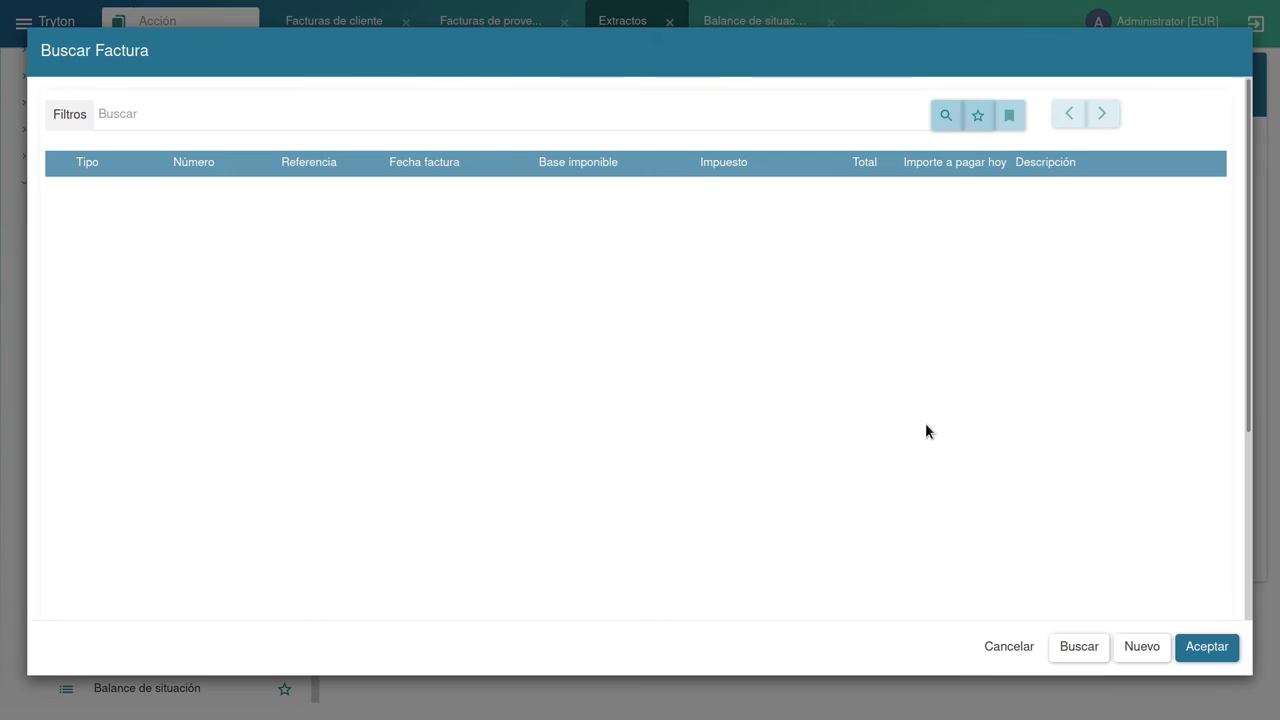 Tryton
Acción
Facturas de cliente
Facturas de prove...
Extractos
Balance de situac...
A
Administrator [EUR]
Buscar Factura
Filtros
Buscar
Tipo
Número
Referencia
Fecha factura
Base imponible
Impuesto
Total
Importe a pagar hoy
Descripción
Cancelar
Buscar
Nuevo
Aceptar
Balance de situación